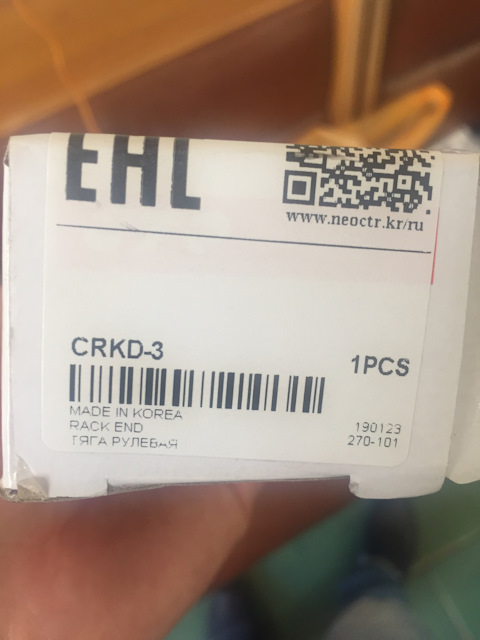 EHL
www.neoctr.kr/ru
CRKD-3
1PCS
MADE IN KOREA
RACK END
190123
ТЯГА РУЛЕВАЯ
270-101